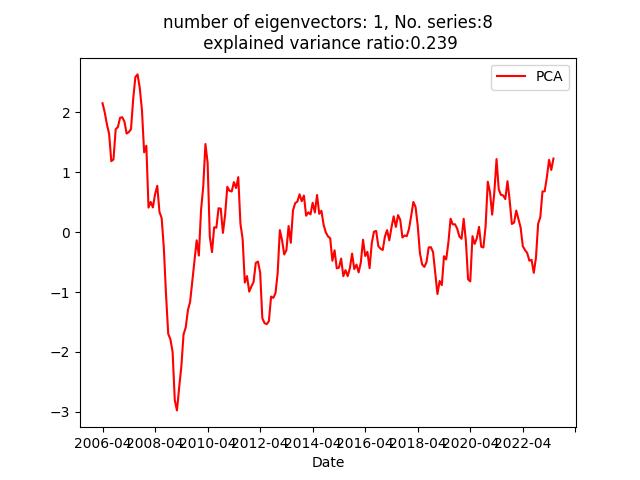 number of eigenvectors: 1, No. series:8
explained variance ratio:0.239
PCA
2
1
0
−1
−2
−3
2006-04 2008-04 2010-04 2012-04 2014-04 2016-04 2018-04 2020-04 2022-04
Date